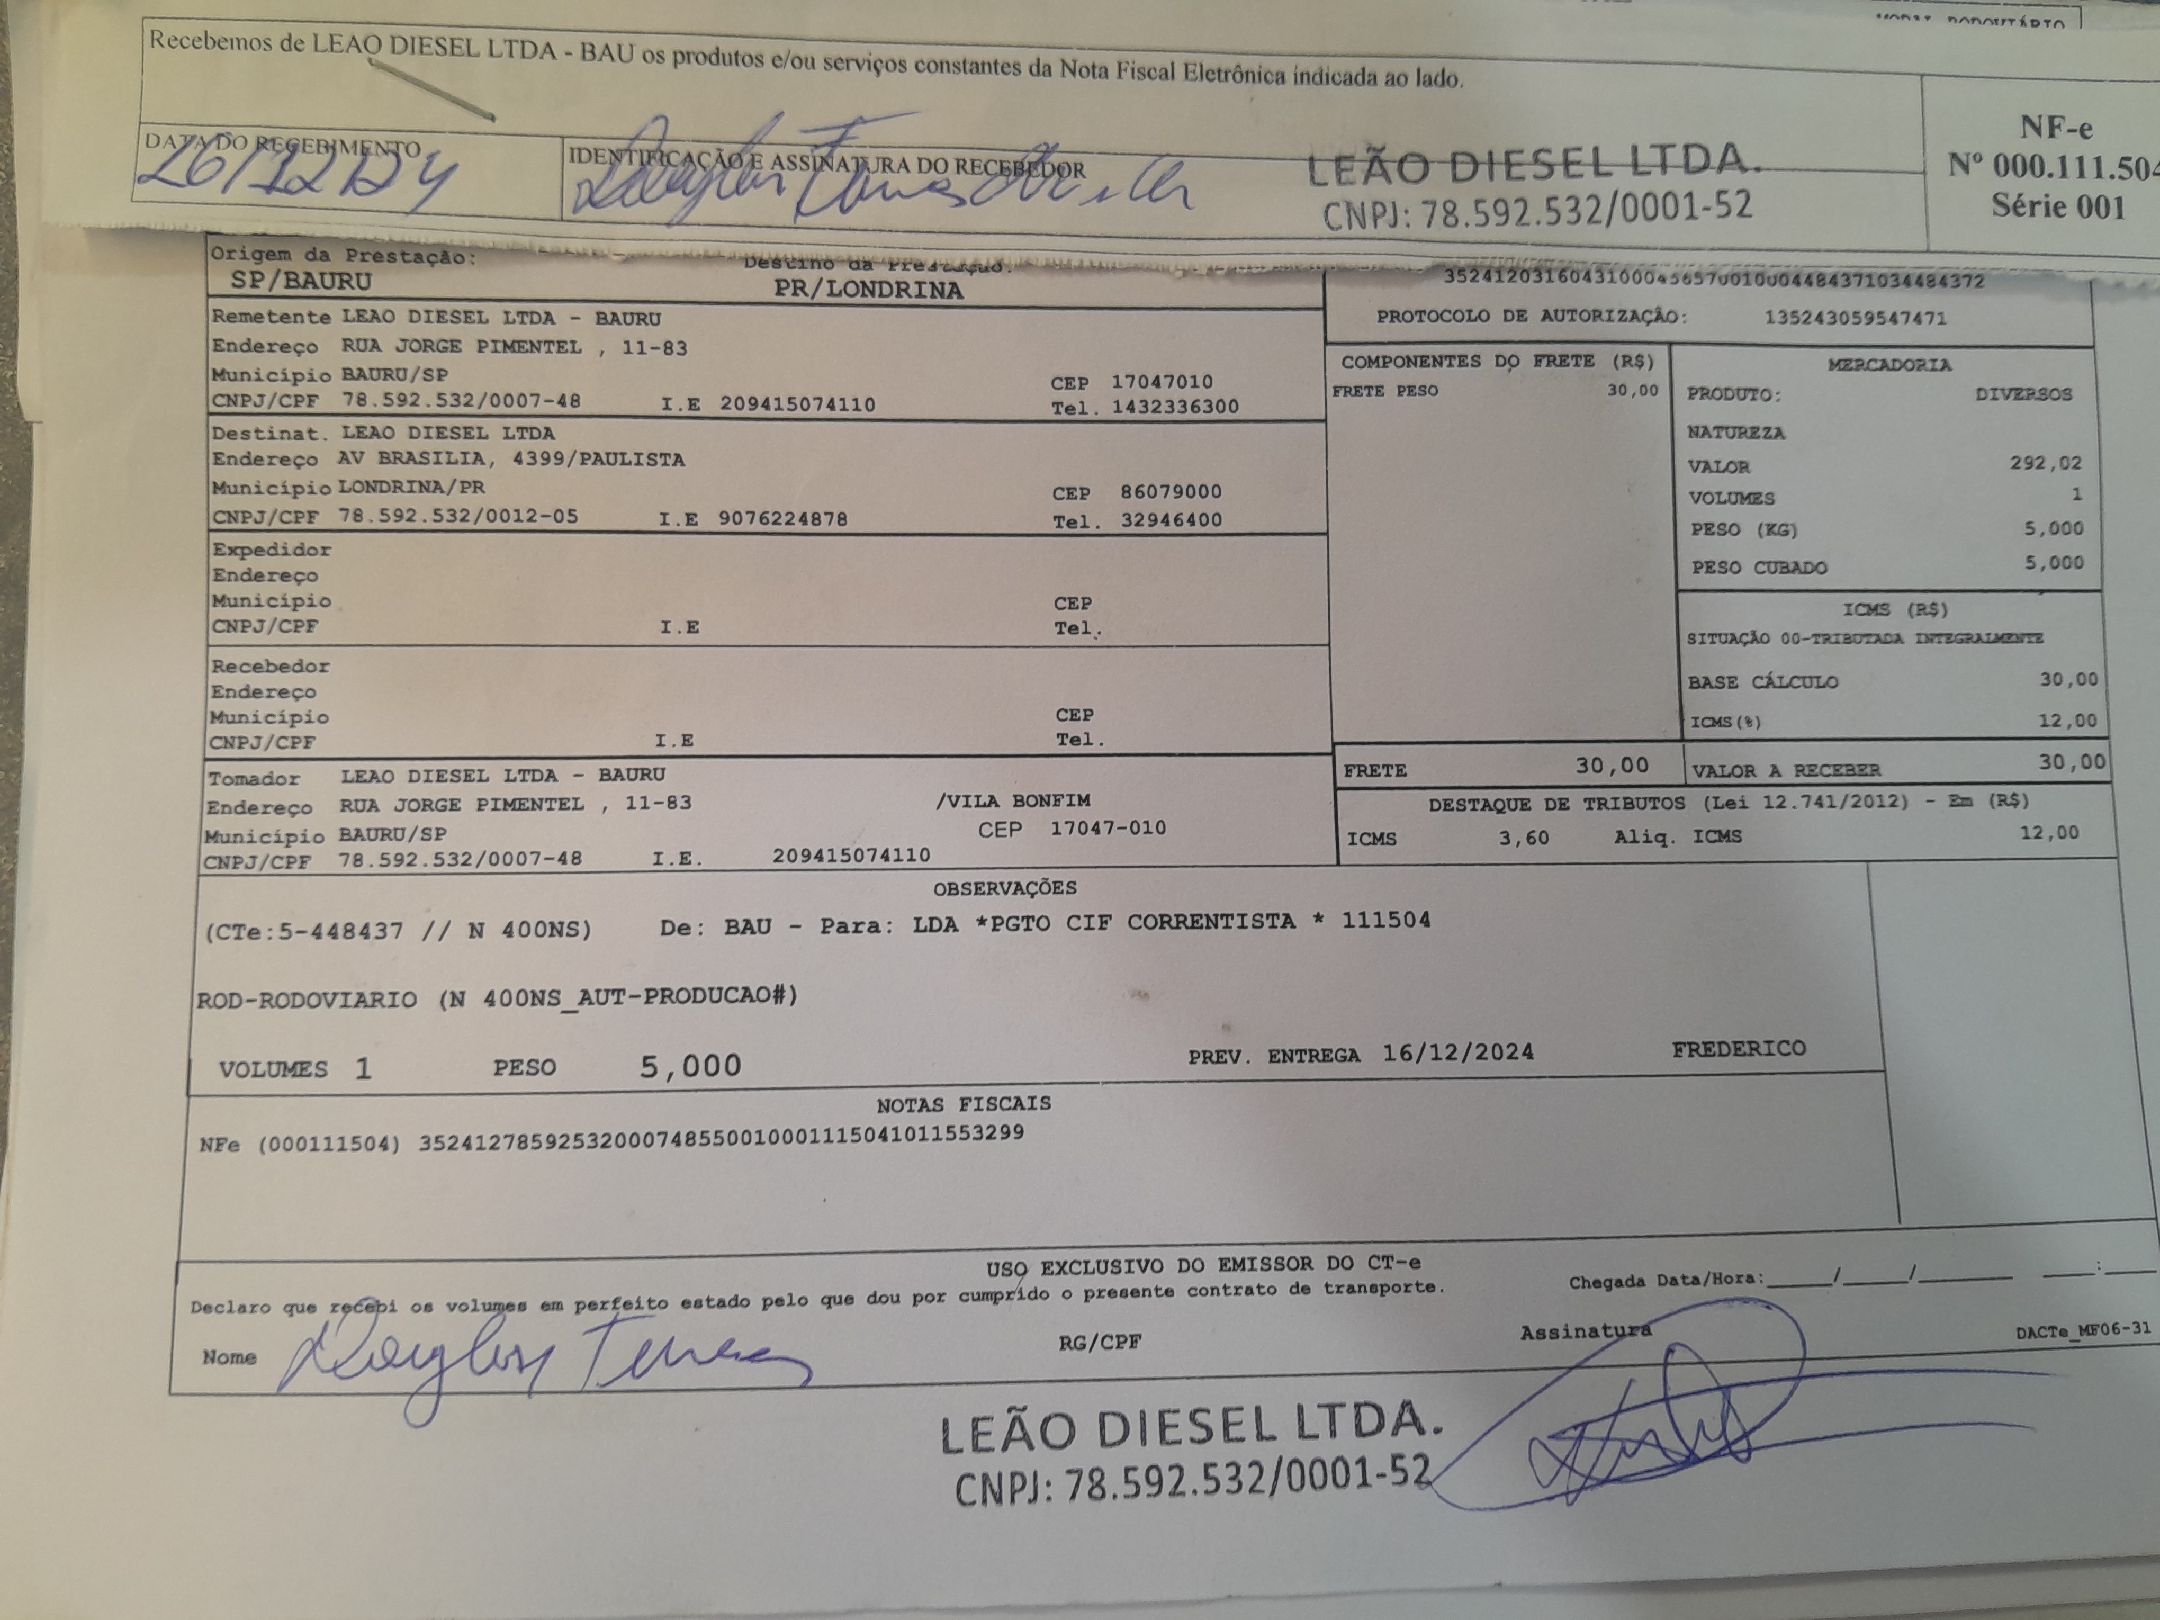 Recebemos de LEAO DIESEL LTDA - BAU os produtos e/ou serviços constantes da Nota Fiscal Eletrônica indicada ao lado.
DATA DO RECEBIMENTO
26/12/24
IDENTIFICAÇÃO E ASSINATURA DO RECEBEDOR
LEÃO DIESEL LTDA.
CNPJ: 78.592.532/0001-52
NF-e
Nº 000.111.504
Série 001
Origem da Prestação:
SP/BAURU
Destino da Prestação:
PR/LONDRINA
Remetente LEAO DIESEL LTDA - BAURU
Endereço RUA JORGE PIMENTEL , 11-83
Município BAURU/SP CEP 17047010
CNPJ/CPF 78.592.532/0007-48 I.E 209415074110 Tel. 1432336300
Destinat. LEAO DIESEL LTDA
Endereço AV BRASILIA, 4399/PAULISTA
Município LONDRINA/PR CEP 86079000
CNPJ/CPF 78.592.532/0012-05 I.E 9076224878 Tel. 32946400
Expedidor
Endereço
Município CEP
CNPJ/CPF I.E Tel.
Recebedor
Endereço
Município CEP
CNPJ/CPF I.E Tel.
Tomador LEAO DIESEL LTDA - BAURU
Endereço RUA JORGE PIMENTEL , 11-83 /VILA BONFIM
Município BAURU/SP CEP 17047-010
CNPJ/CPF 78.592.532/0007-48 I.E. 209415074110
PROTOCOLO DE AUTORIZAÇÃO: 135243059547471
COMPONENTES DO FRETE (R$)
FRETE PESO 30,00
MERCADORIA
PRODUTO: DIVERSOS
NATUREZA
VALOR 292,02
VOLUMES 1
PESO (KG) 5,000
PESO CUBADO 5,000
ICMS (R$)
SITUAÇÃO 00-TRIBUTADA INTEGRALMENTE
BASE CÁLCULO 30,00
ICMS(%) 12,00
FRETE 30,00 VALOR A RECEBER 30,00
DESTAQUE DE TRIBUTOS (Lei 12.741/2012) - Em (R$)
ICMS 3,60 Aliq. ICMS 12,00
OBSERVAÇÕES
(CTe:5-448437 // N 400NS) De: BAU - Para: LDA *PGTO CIF CORRENTISTA * 111504
ROD-RODOVIARIO (N 400NS_AUT-PRODUCAO#)
VOLUMES 1 PESO 5,000 PREV. ENTREGA 16/12/2024 FREDERICO
NOTAS FISCAIS
NFe (000111504) 35241278592532000748550010001115041011553299
USO EXCLUSIVO DO EMISSOR DO CT-e
Declaro que recebi os volumes em perfeito estado pelo que dou por cumprido o presente contrato de transporte.
Chegada Data/Hora:____/____/______ ___:___
Nome Douglas RG/CPF Assinatura DACTe_MF06-31
LEÃO DIESEL LTDA.
CNPJ: 78.592.532/0001-52